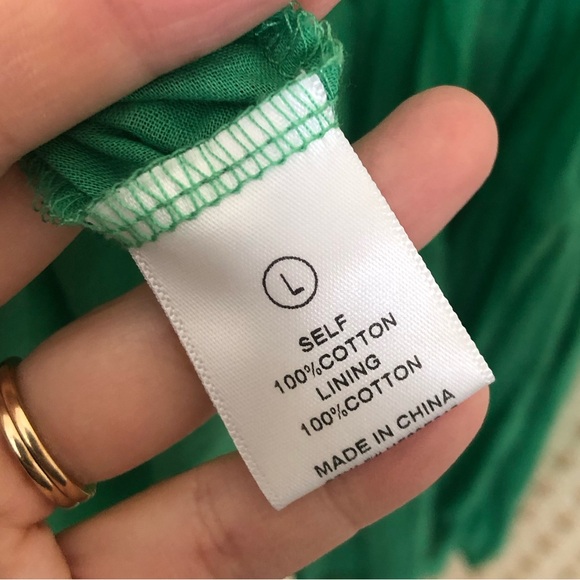 L
SELF
100%COTTON
LINING
100%COTTON
MADE IN CHINA